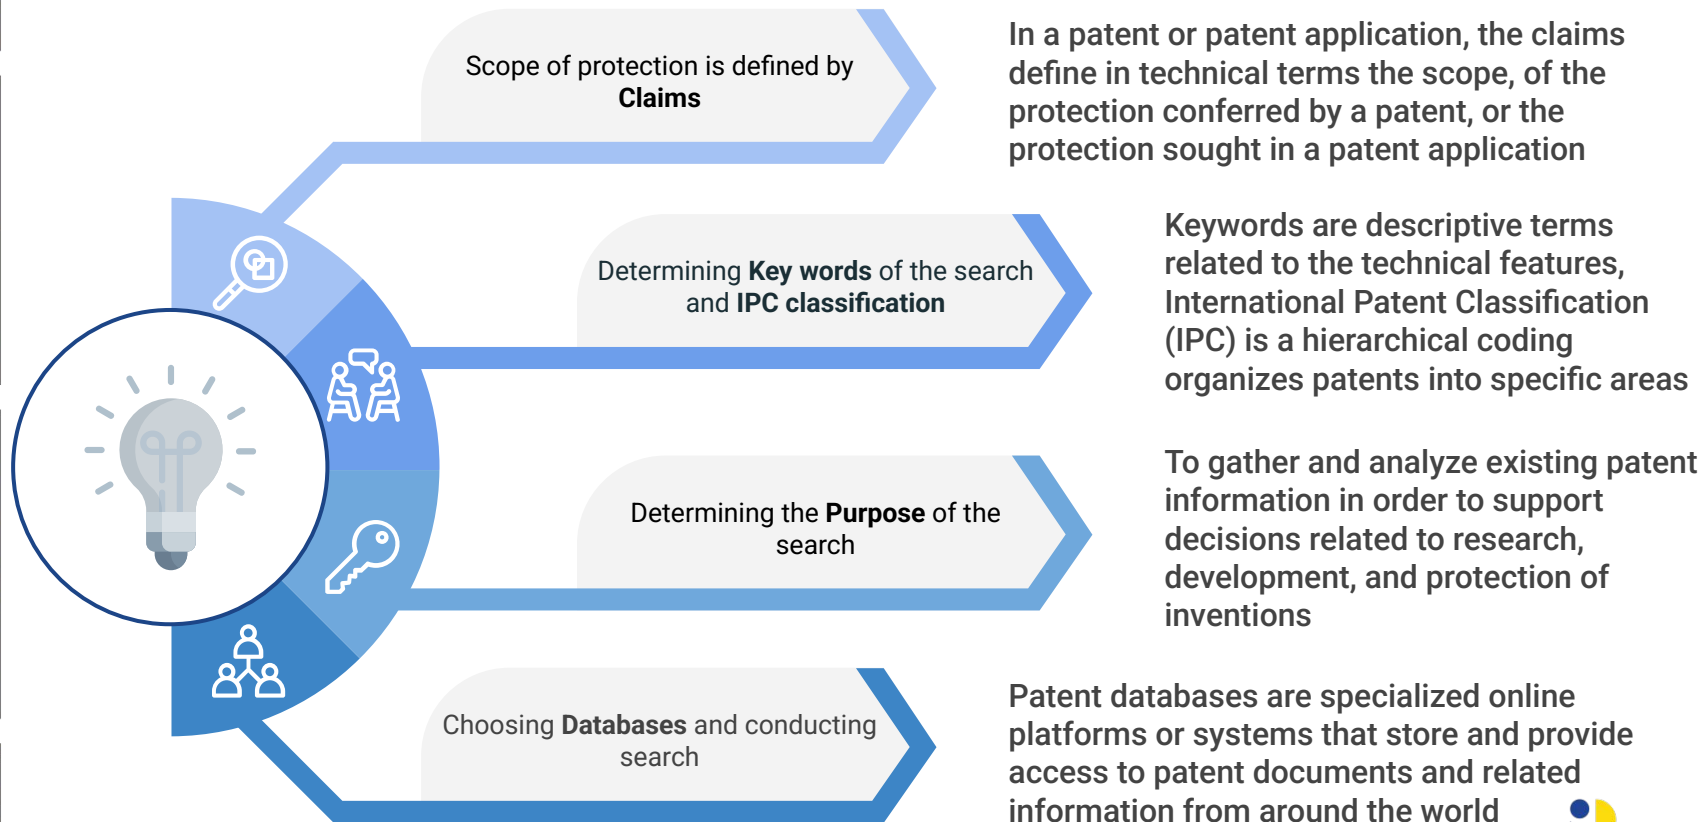 Scope of protection is defined by
Claims
In a patent or patent application, the claims
define in technical terms the scope, of the
protection conferred by a patent, or the
protection sought in a patent application
Determining Key words of the search
and IPC classification
Keywords are descriptive terms
related to the technical features,
International Patent Classification
(IPC) is a hierarchical coding
organizes patents into specific areas
Determining the Purpose of the
search
To gather and analyze existing patent
information in order to support
decisions related to research,
development, and protection of
inventions
Choosing Databases and conducting
search
Patent databases are specialized online
platforms or systems that store and provide
access to patent documents and related
information from around the world